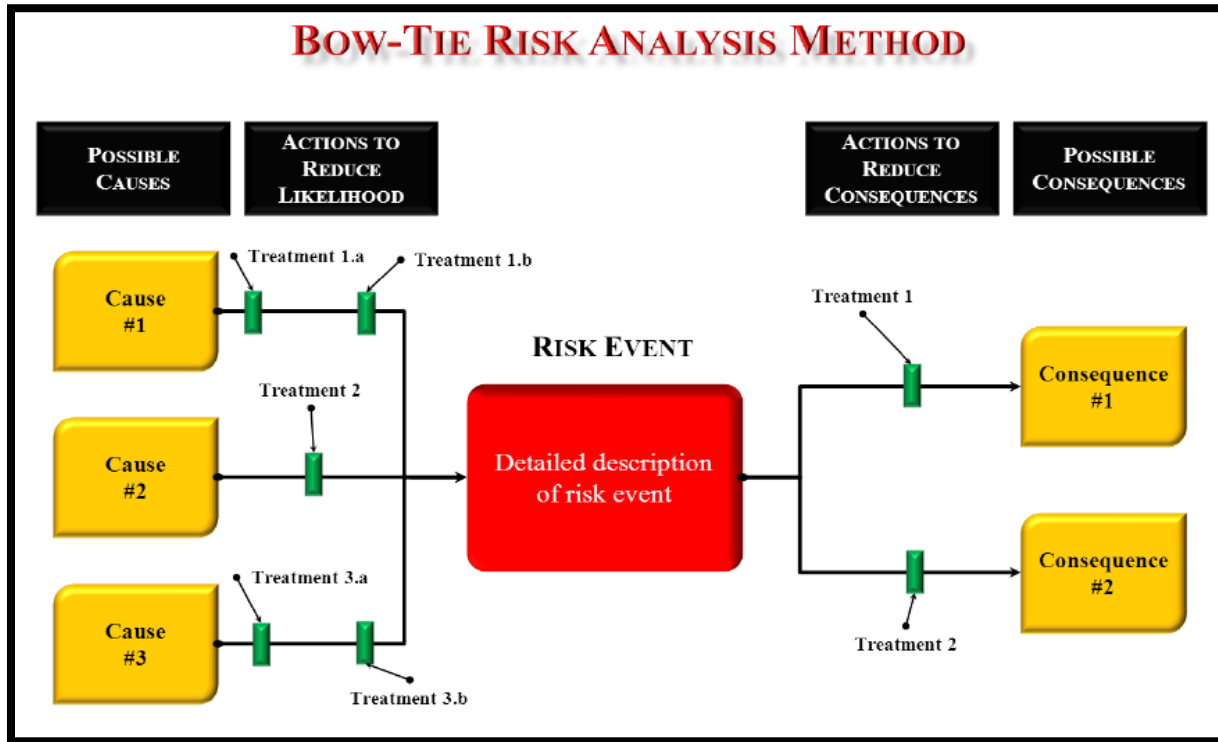 BOW-TIE RISK ANALYSIS METHOD
POSSIBLE
CAUSES
ACTIONS TO
REDUCE
LIKELIHOOD
ACTIONS TO
REDUCE
CONSEQUENCES
POSSIBLE
CONSEQUENCES
Treatment 1.a
Treatment 1.b
Cause
#1
Treatment 1
RISK EVENT
Consequence
#1
Treatment 2
Cause
#2
Detailed description
of risk event
Treatment 3.a
Cause
#3
Treatment 3.b
Consequence
#2
Treatment 2